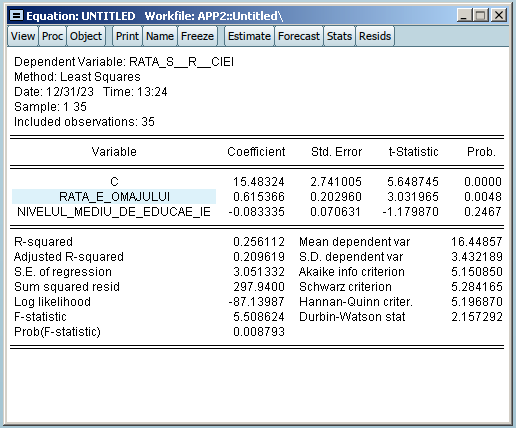 Equation: UNTITLED Workfile: APP2::Untitled\
View Proc Object Print Name Freeze Estimate Forecast Stats Resids
Dependent Variable: RATA_S__R__CIEI
Method: Least Squares
Date: 12/31/23 Time: 13:24
Sample: 1 35
Included observations: 35
Variable Coefficient Std. Error t-Statistic Prob.
C 15.48324 2.741005 5.648745 0.0000
RATA_E_OMAJULUI 0.615366 0.202960 3.031965 0.0048
NIVELUL_MEDIU_DE_EDUCAE_IE -0.083335 0.070631 -1.179870 0.2467
R-squared 0.256112 Mean dependent var 16.44857
Adjusted R-squared 0.209619 S.D. dependent var 3.432189
S.E. of regression 3.051332 Akaike info criterion 5.150850
Sum squared resid 297.9400 Schwarz criterion 5.284165
Log likelihood -87.13987 Hannan-Quinn criter. 5.196870
F-statistic 5.508624 Durbin-Watson stat 2.157292
Prob(F-statistic) 0.008793